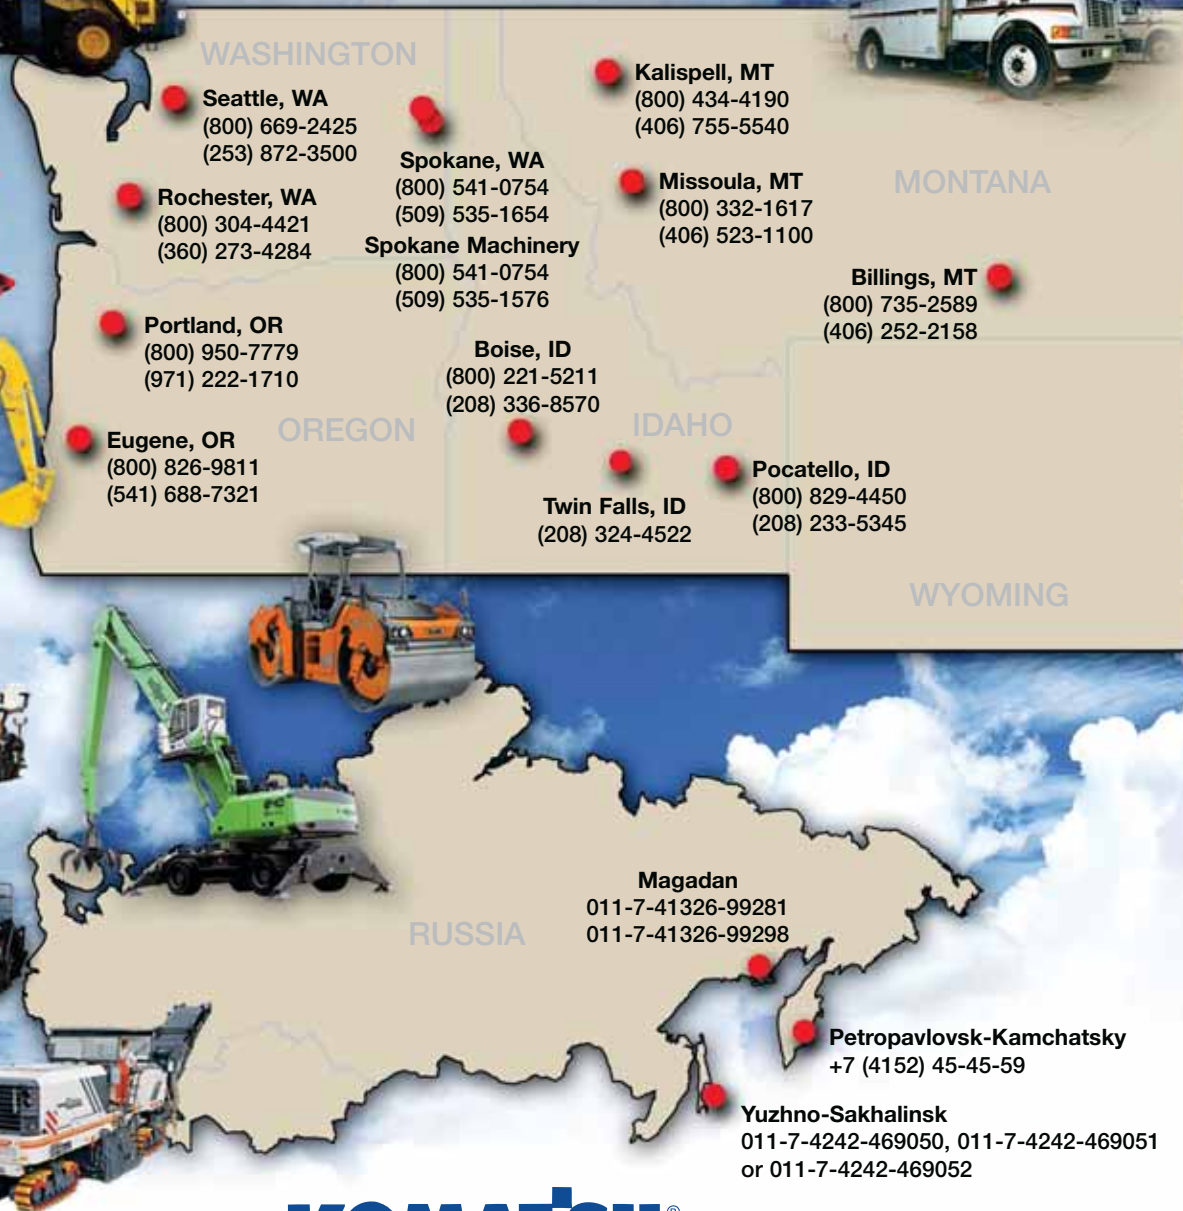 WASHINGTON
Seattle, WA
(800) 669-2425
(253) 872-3500
Rochester, WA
(800) 304-4421
(360) 273-4284
Spokane, WA
(800) 541-0754
(509) 535-1654
Spokane Machinery
(800) 541-0754
(509) 535-1576
Kalispell, MT
(800) 434-4190
(406) 755-5540
Missoula, MT
(800) 332-1617
(406) 523-1100
MONTANA
Billings, MT
(800) 735-2589
(406) 252-2158
Portland, OR
(800) 950-7779
(971) 222-1710
Boise, ID
(800) 221-5211
(208) 336-8570
OREGON
IDAHO
Eugene, OR
(800) 826-9811
(541) 688-7321
Twin Falls, ID
(208) 324-4522
Pocatello, ID
(800) 829-4450
(208) 233-5345
WYOMING
RUSSIA
Magadan
011-7-41326-99281
011-7-41326-99298
Petropavlovsk-Kamchatsky
+7 (4152) 45-45-59
Yuzhno-Sakhalinsk
011-7-4242-469050, 011-7-4242-469051
or 011-7-4242-469052
KOMATSU®